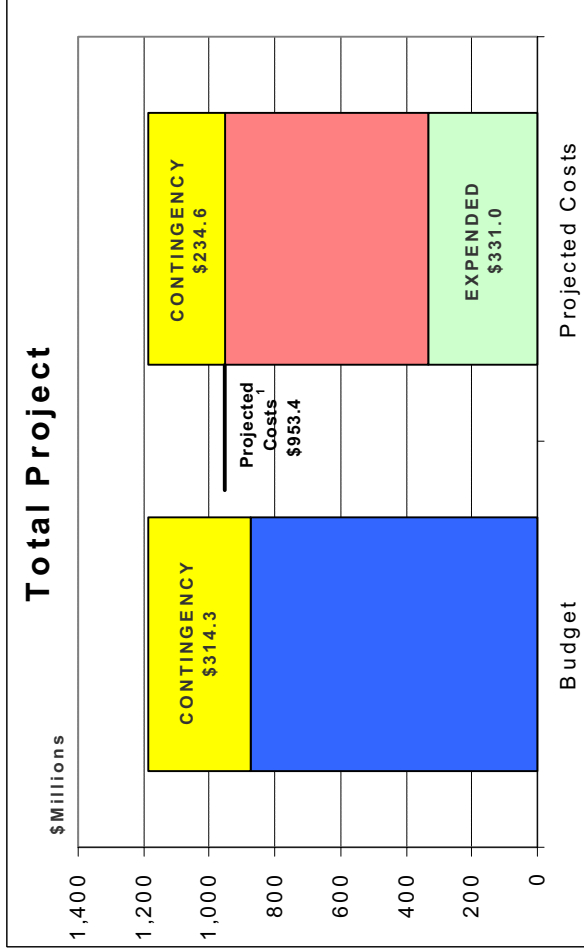 Total Project
$Millions
1,400
1,200
1,000
800
600
400
200
0
CONTINGENCY
$314.3
Projected
Costs 1
$953.4
CONTINGENCY
$234.6
EXPENDED
$331.0
Budget
Projected Costs